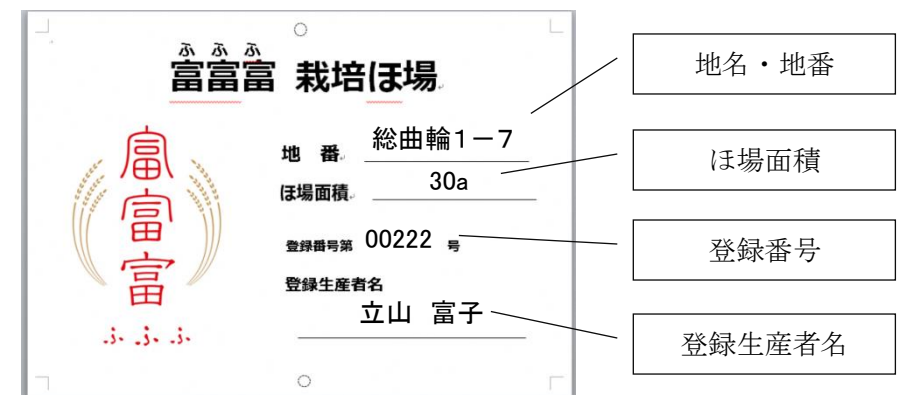 ふ ふ ふ
富富富 栽培ほ場
富
富
富
ふ ふ ふ
地 番 総曲輪1-7
ほ場面積 30a
登録番号第 00222 号
登録生産者名
立山 富子
地名・地番
ほ場面積
登録番号
登録生産者名